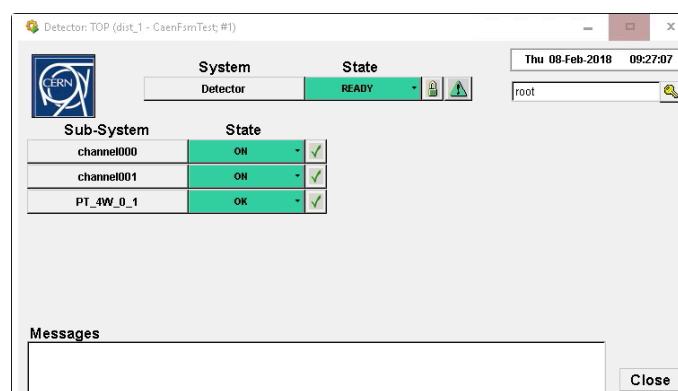 Detector: TOP (dist_1 - CaenFsmTest; #1)
CERN
System State
Detector READY
Thu 08-Feb-2018 09:27:07
root
Sub-System State
channel000 ON
channel001 ON
PT_4W_0_1 OK
Messages
Close